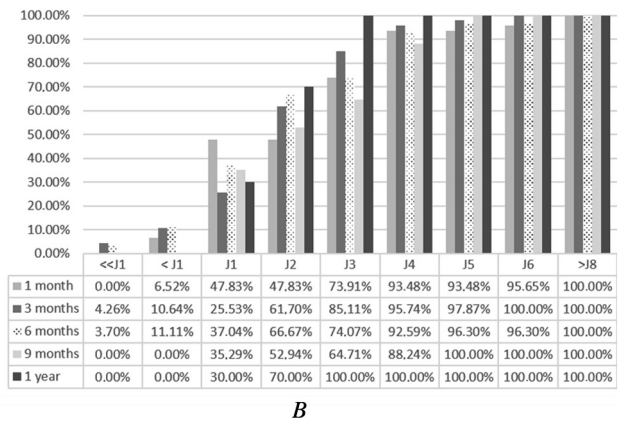 100.00%
90.00%
80.00%
70.00%
60.00%
50.00%
40.00%
30.00%
20.00%
10.00%
0.00%
<<J1 < J1 J1 J2 J3 J4 J5 J6 >J8
1 month 0.00% 6.52% 47.83% 47.83% 73,91% 93.48% 93.48% 95.65% 100.00%
3 months 4.26% 10.64% 25.53% 61.70% 85,11% 95.74% 97.87% 100.00% 100.00%
6 months 3.70% 11.11% 37.04% 66.67% 74.07% 92.59% 96.30% 96.30% 100.00%
9 months 0.00% 0.00% 35,29% 52,94% 64.71% 88,24% 100.00% 100.00% 100.00%
1 year 0.00% 0.00% 30.00% 70.00% 100.00% 100.00% 100.00% 100.00% 100.00%
B